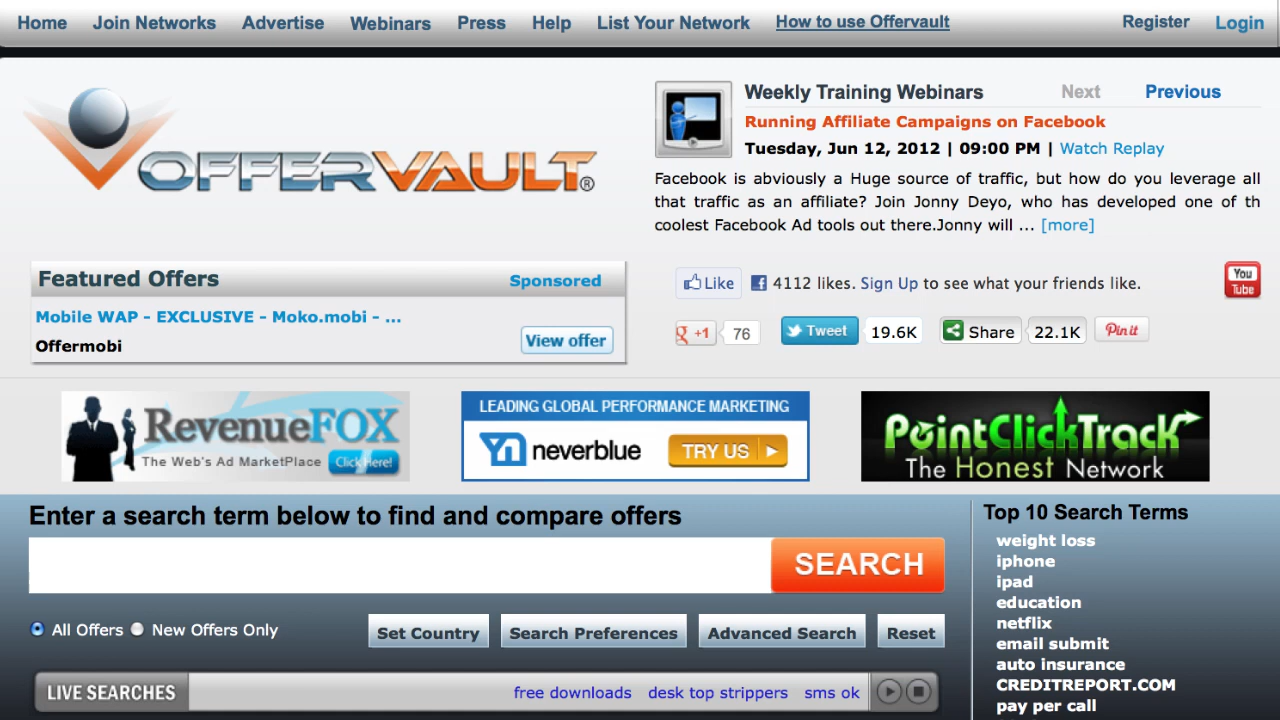 Home Join Networks Advertise Webinars Press Help List Your Network How to use Offervault Register Login
OFFERVAULT®
Weekly Training Webinars Next Previous
Running Affiliate Campaigns on Facebook
Tuesday, Jun 12, 2012 | 09:00 PM | Watch Replay
Facebook is abviously a Huge source of traffic, but how do you leverage all
that traffic as an affiliate? Join Jonny Deyo, who has developed one of th
coolest Facebook Ad tools out there.Jonny will ... [more]
Featured Offers Sponsored
Mobile WAP - EXCLUSIVE - Moko.mobi - ...
Offermobi
View offer
Like 4112 likes. Sign Up to see what your friends like.
You
Tube
g +1 76 Tweet 19.6K Share 22.1K Pin it
RevenueFOX
The Web's Ad MarketPlace Click Here!
LEADING GLOBAL PERFORMANCE MARKETING
neverblue TRY US
PointClickTrack
The Honest Network
Enter a search term below to find and compare offers
SEARCH
All Offers New Offers Only
Set Country Search Preferences Advanced Search Reset
LIVE SEARCHES free downloads desk top strippers sms ok
Top 10 Search Terms
weight loss
iphone
ipad
education
netflix
email submit
auto insurance
CREDITREPORT.COM
pay per call